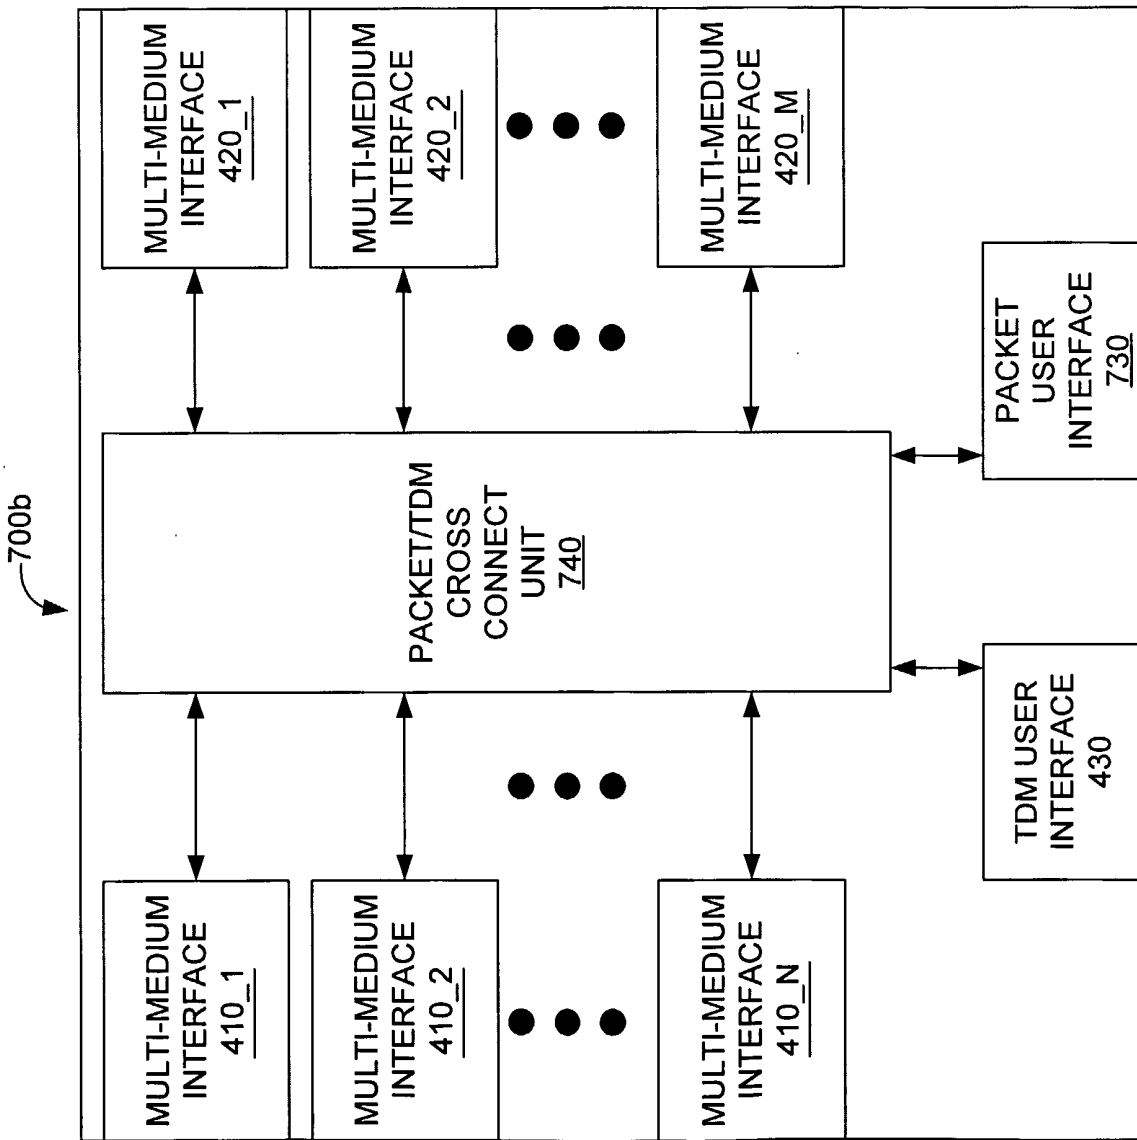 700b
MULTI-MEDIUM
INTERFACE
410_1
MULTI-MEDIUM
INTERFACE
410_2
MULTI-MEDIUM
INTERFACE
410_N
PACKET/TDM
CROSS
CONNECT
UNIT
740
MULTI-MEDIUM
INTERFACE
420_1
MULTI-MEDIUM
INTERFACE
420_2
MULTI-MEDIUM
INTERFACE
420_M
TDM USER
INTERFACE
430
PACKET
USER
INTERFACE
730